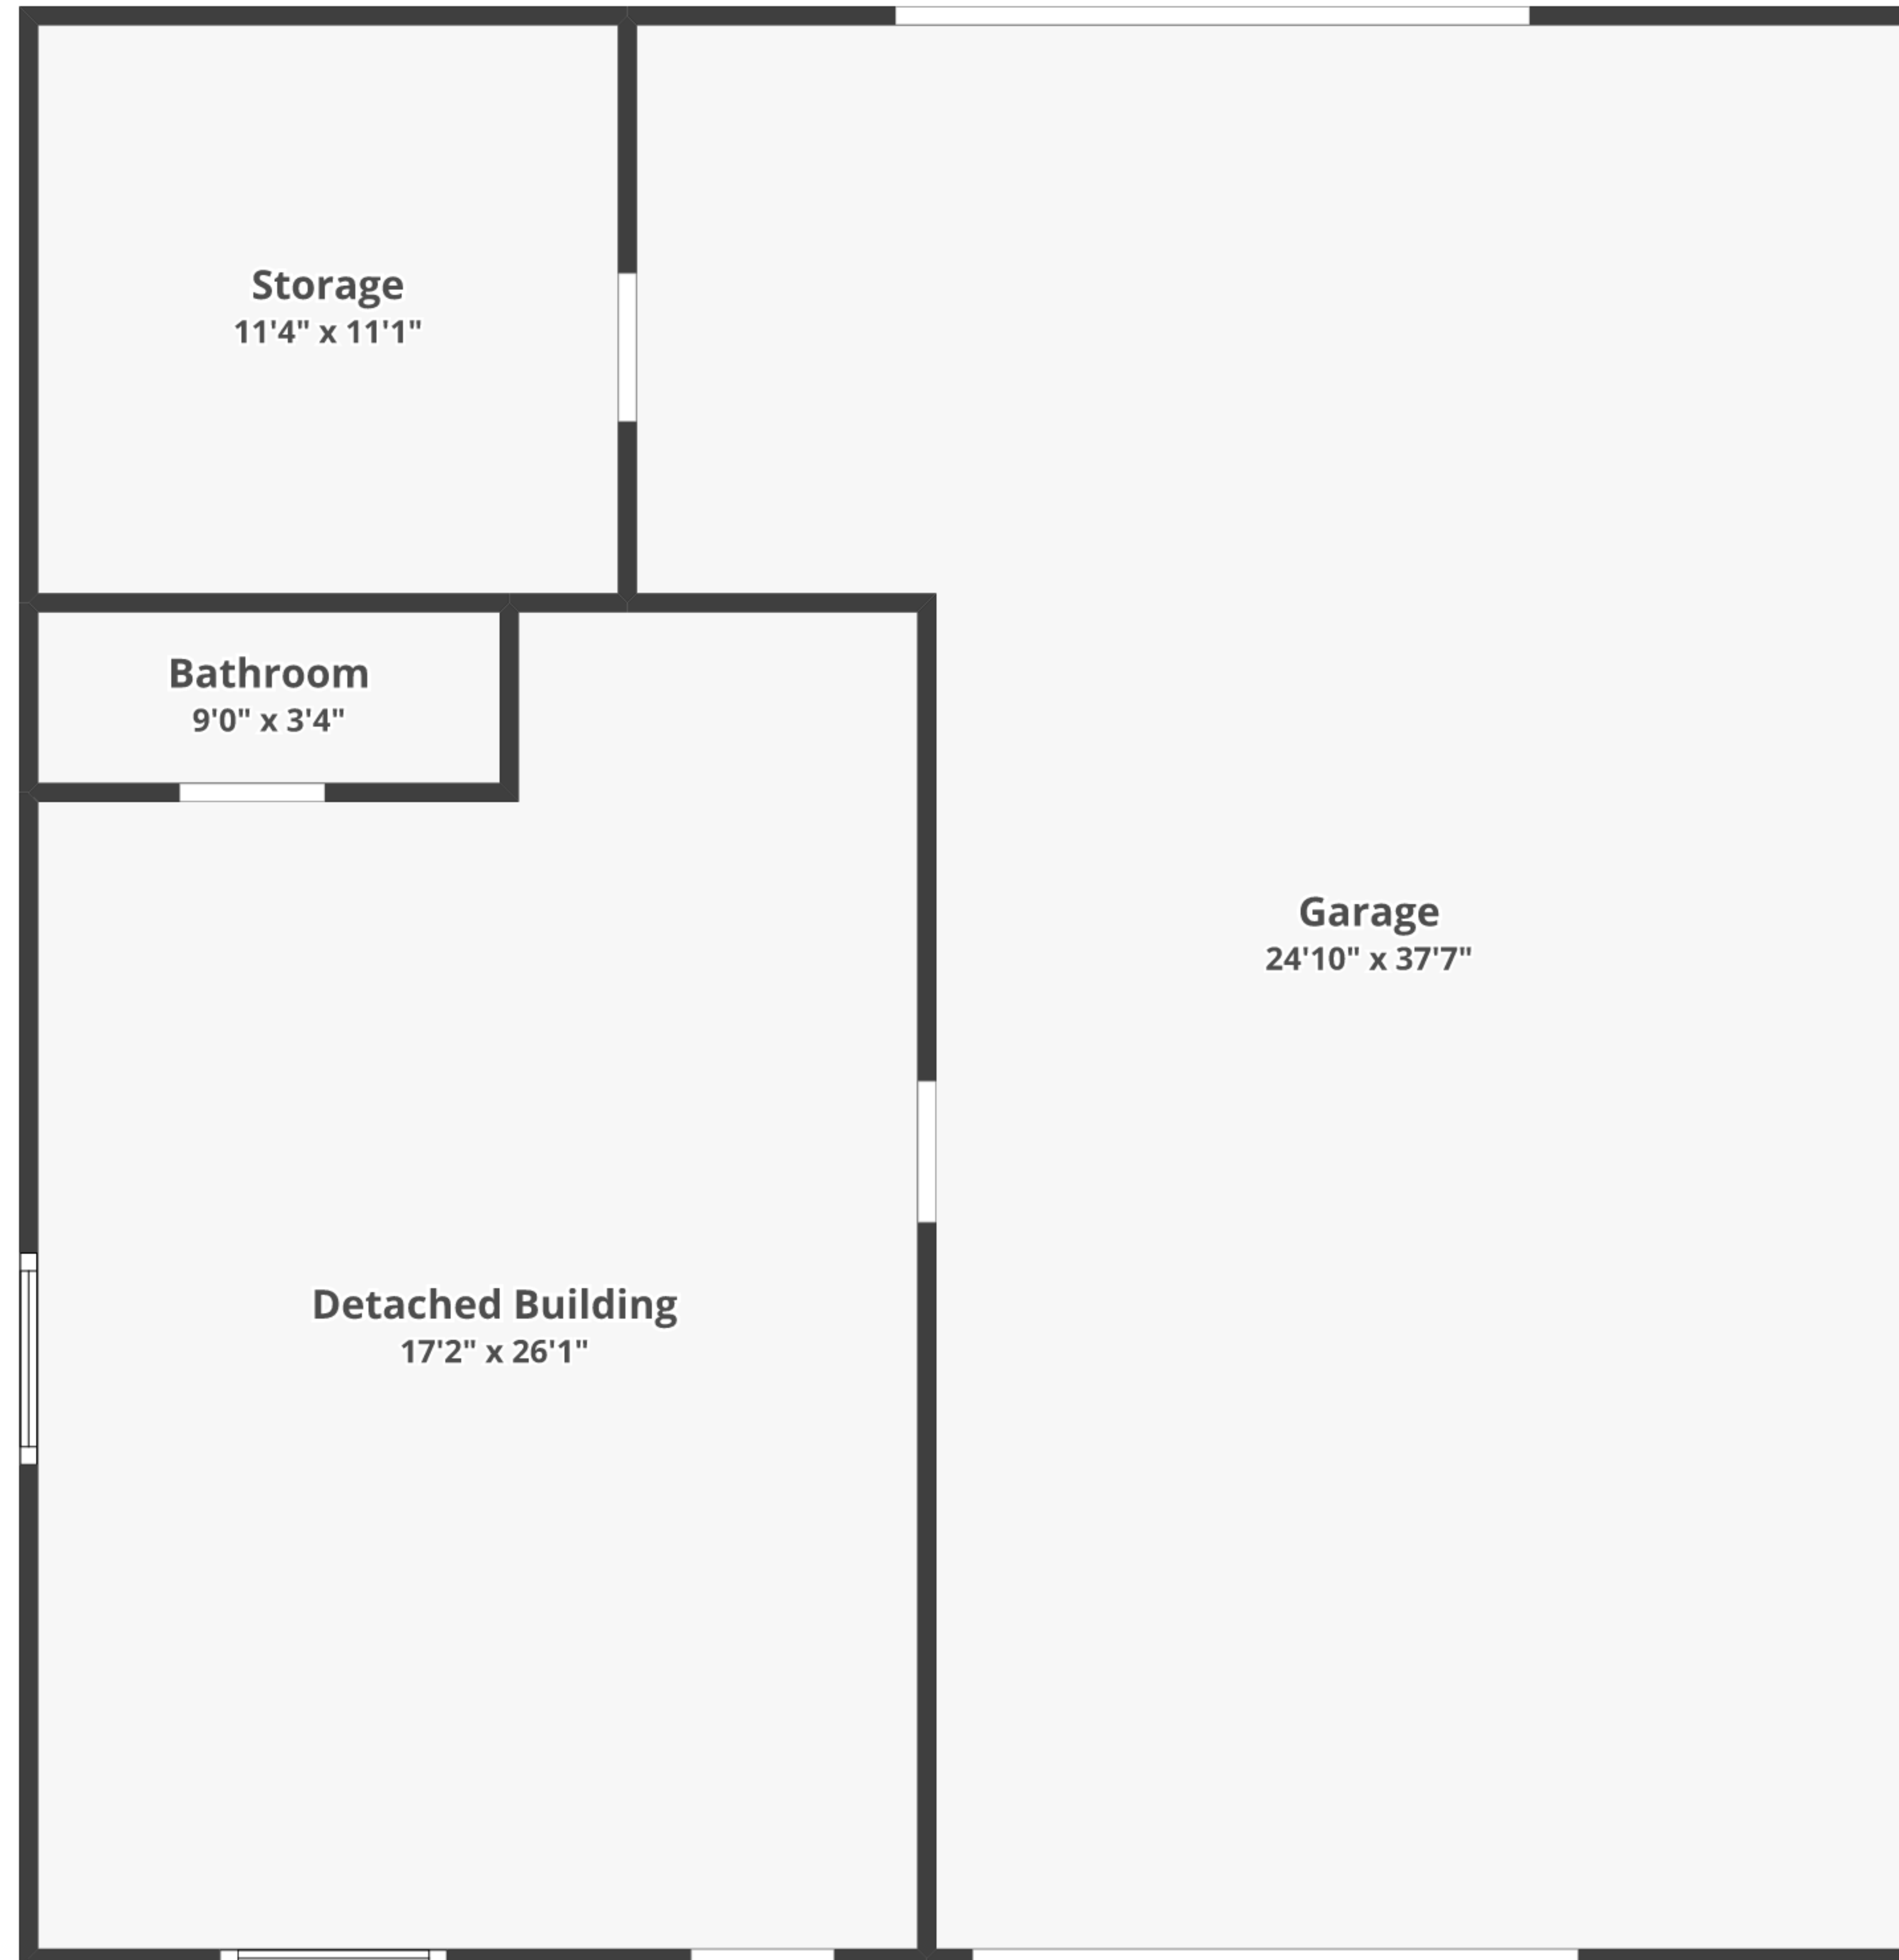 Storage
11'4" x 11'1"
Bathroom
9'0" x 3'4"
Garage
24'10" x 37'7"
Detached Building
17'2" x 26'1"